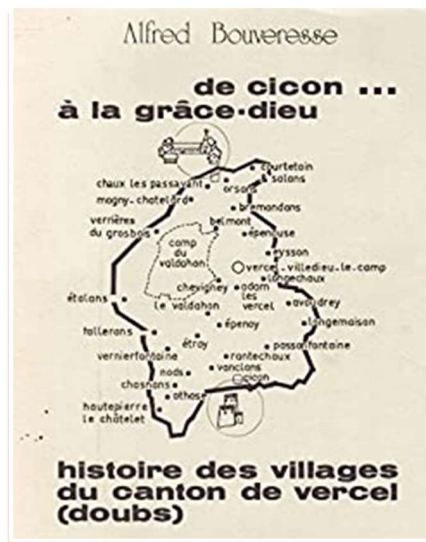 Alfred Bouveresse
de cicon ...
à la grâce-dieu
courtetain
salans
chaux les passavant
orsans
magny-chatelard
bremondans
verrières
du grosbois
belmont
épenouse
camp
du
valdahon
eysson
vercel-villedieu-le-camp
longechaux
chevigney
adam
les
vercel
étalans
le valdahon
avoudrey
longemaison
épenoy
fallerans
étray
passonfontaine
vernierfontaine
rantechaux
vanclans
nods
cicon
chasnans
athose
hautepierre
le châtelet
histoire des villages
du canton de vercel
(doubs)